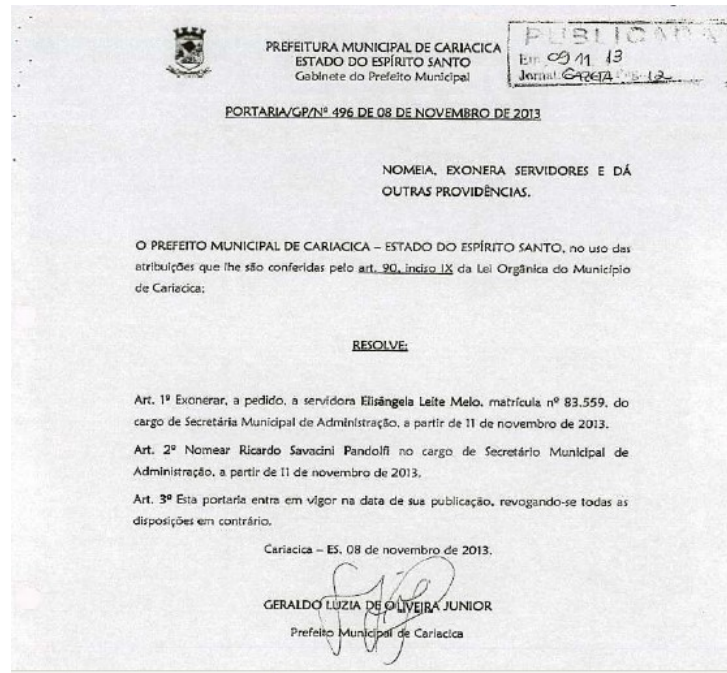 PREFEITURA MUNICIPAL DE CARIACICA
ESTADO DO ESPÍRITO SANTO
Gabinete do Prefeito Municipal
PUBLICADA
Em 09 11 13
Jornal GAZETA 12
PORTARIA/GP/Nº 496 DE 08 DE NOVEMBRO DE 2013
NOMEIA, EXONERA SERVIDORES E DÁ
OUTRAS PROVIDÊNCIAS.
O PREFEITO MUNICIPAL DE CARIACICA – ESTADO DO ESPÍRITO SANTO, no uso das
atribuições que lhe são conferidas pelo art. 90, inciso IX da Lei Orgânica do Município
de Cariacica;
RESOLVE:
Art. 1º Exonerar, a pedido, a servidora Elisângela Leite Melo, matrícula nº 83.559, do
cargo de Secretária Municipal de Administração, a partir de 11 de novembro de 2013.
Art. 2º Nomear Ricardo Savacini Pandolfi no cargo de Secretário Municipal de
Administração, a partir de 11 de novembro de 2013.
Art. 3º Esta portaria entra em vigor na data de sua publicação, revogando-se todas as
disposições em contrário.
Cariacica – ES, 08 de novembro de 2013.
GERALDO LUZIA DE OLIVEIRA JUNIOR
Prefeito Municipal de Cariacica